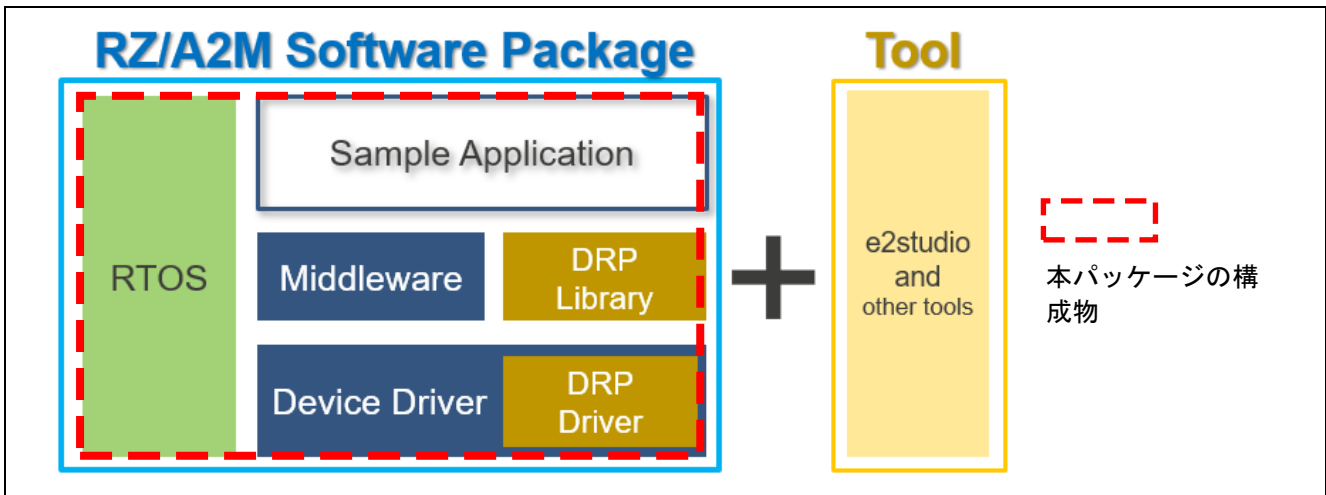 RZ/A2M Software Package
Tool
RTOS
Sample Application
Middleware
DRP
Library
Device Driver
DRP
Driver
+
e2studio
and
other tools
本パッケージの構
成物